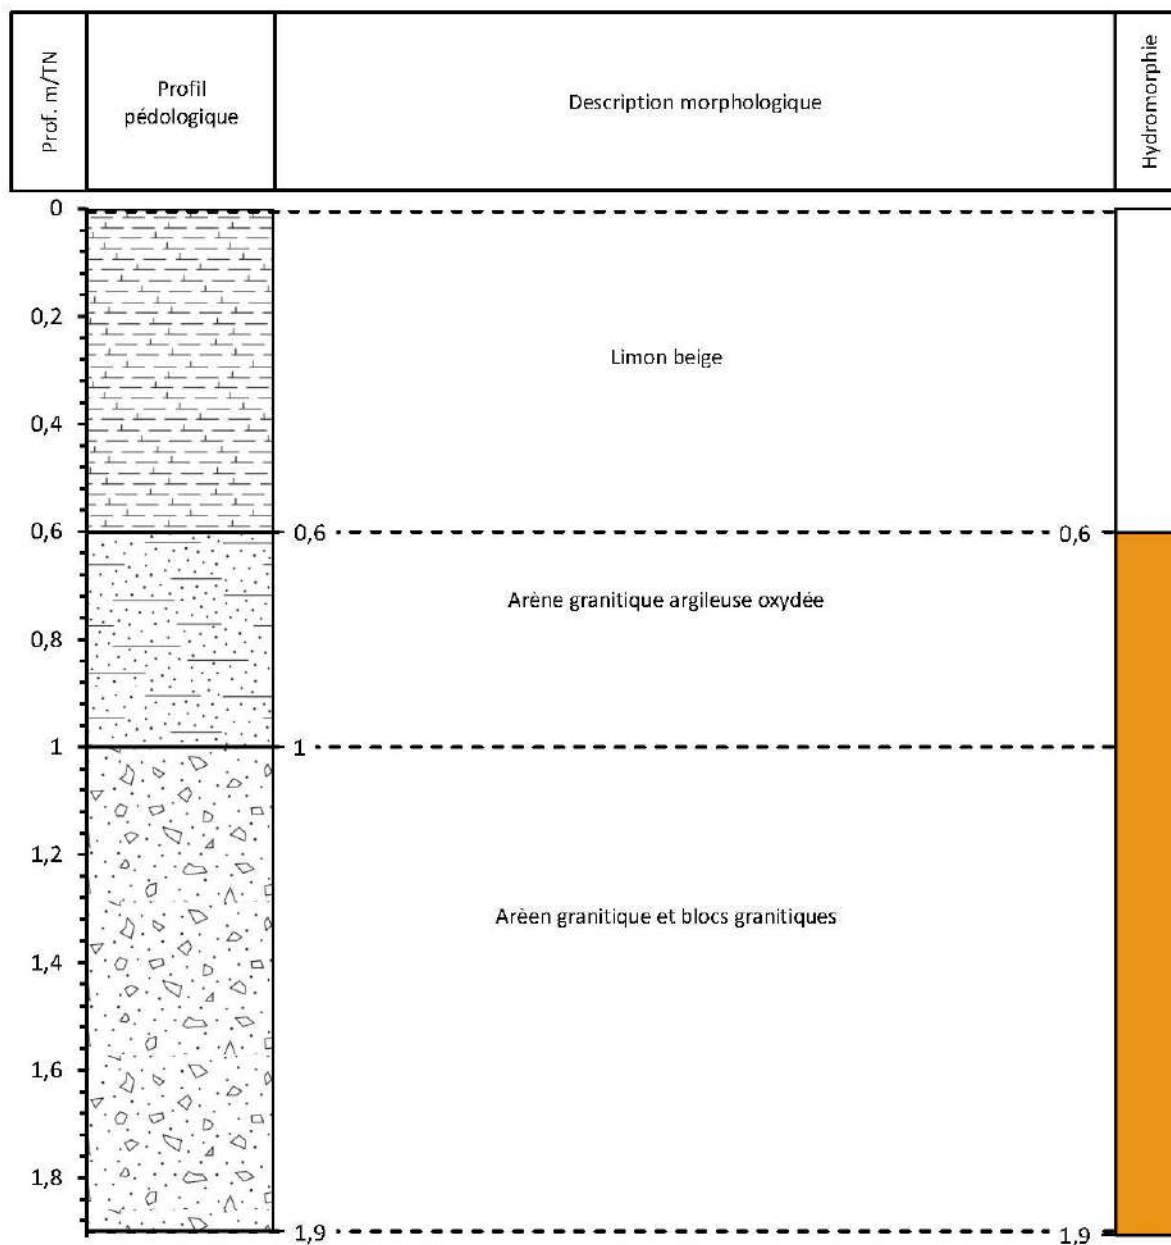 Prof. m/TN
Profil
pédologique
Description morphologique
Hydromorphie
0
0,2
Limon beige
0,4
0,6
0,6
0,6
Arène granitique argileuse oxydée
0,8
1
1
1,2
Arèen granitique et blocs granitiques
1,4
1,6
1,8
1,9
1,9